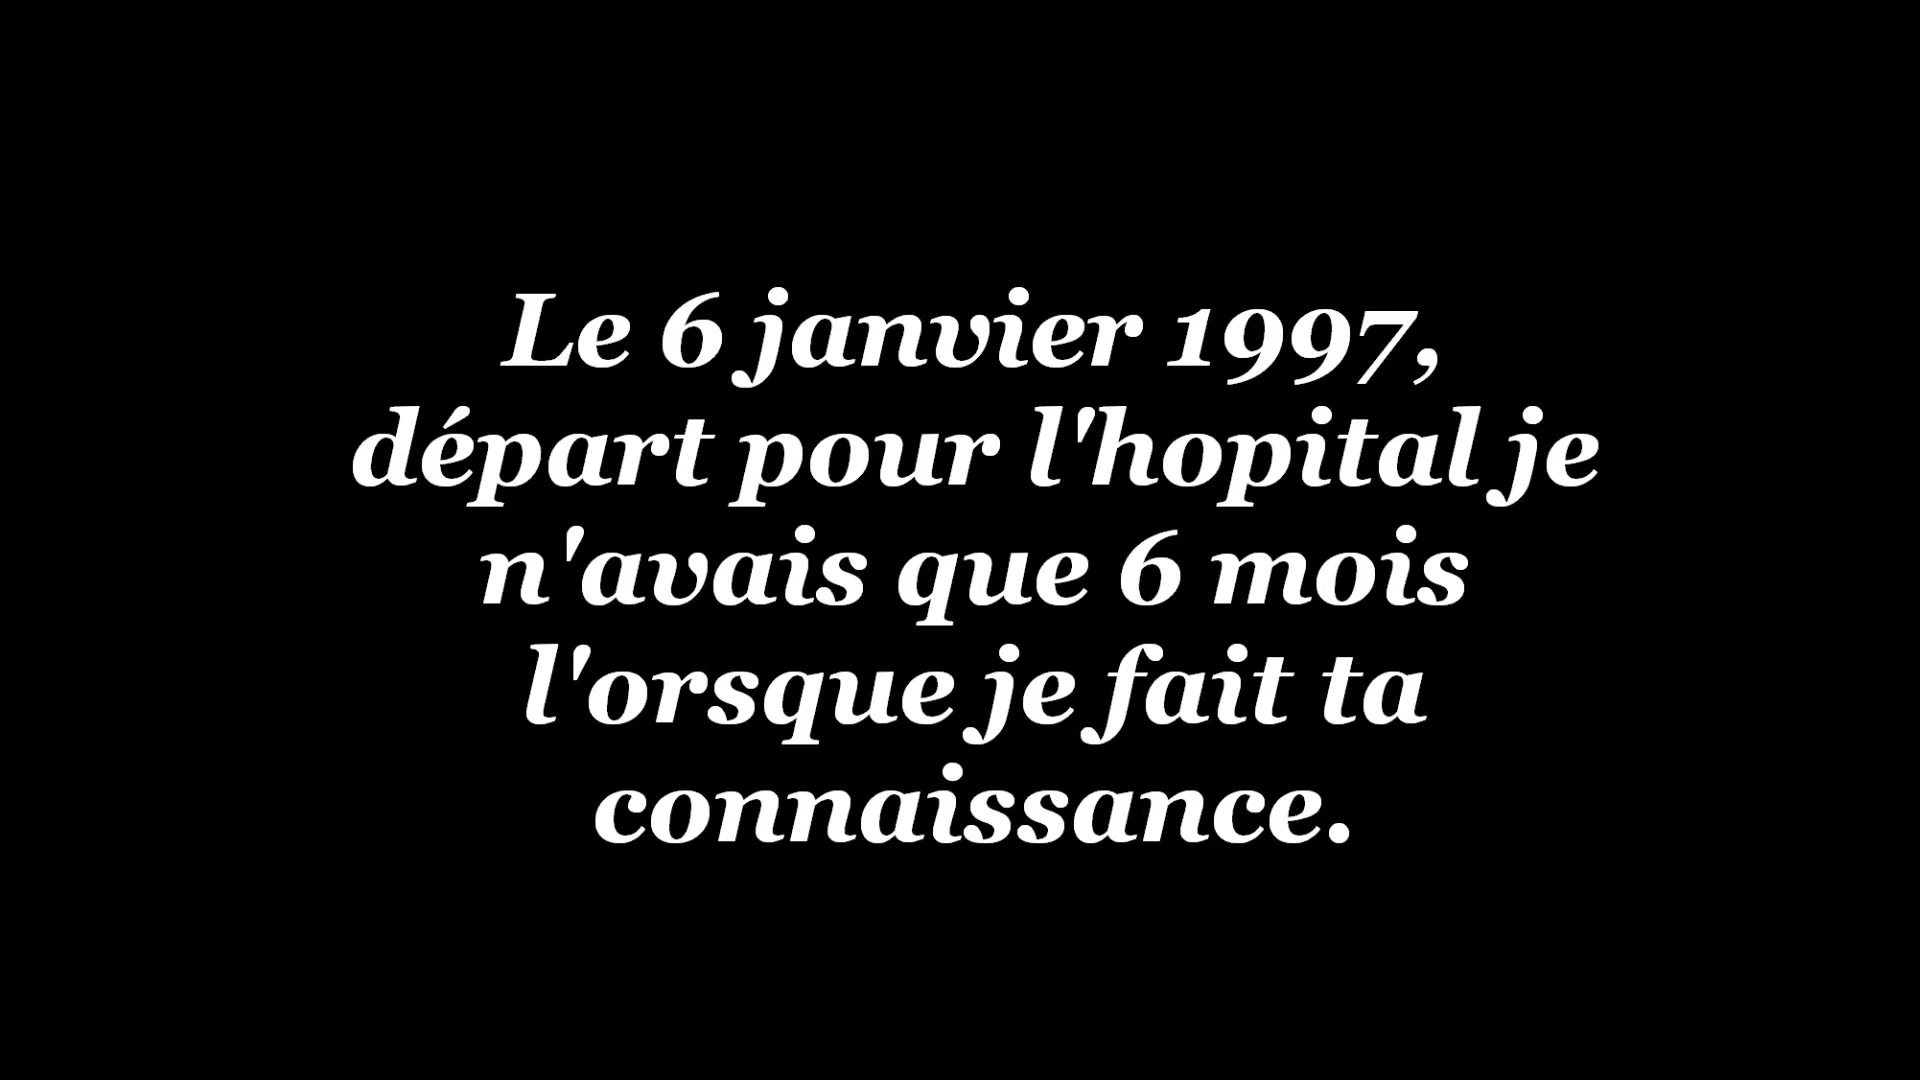 Le 6 janvier 1997,
départ pour l'hopital je
n'avais que 6 mois
l'orsque je fait ta
connaissance.